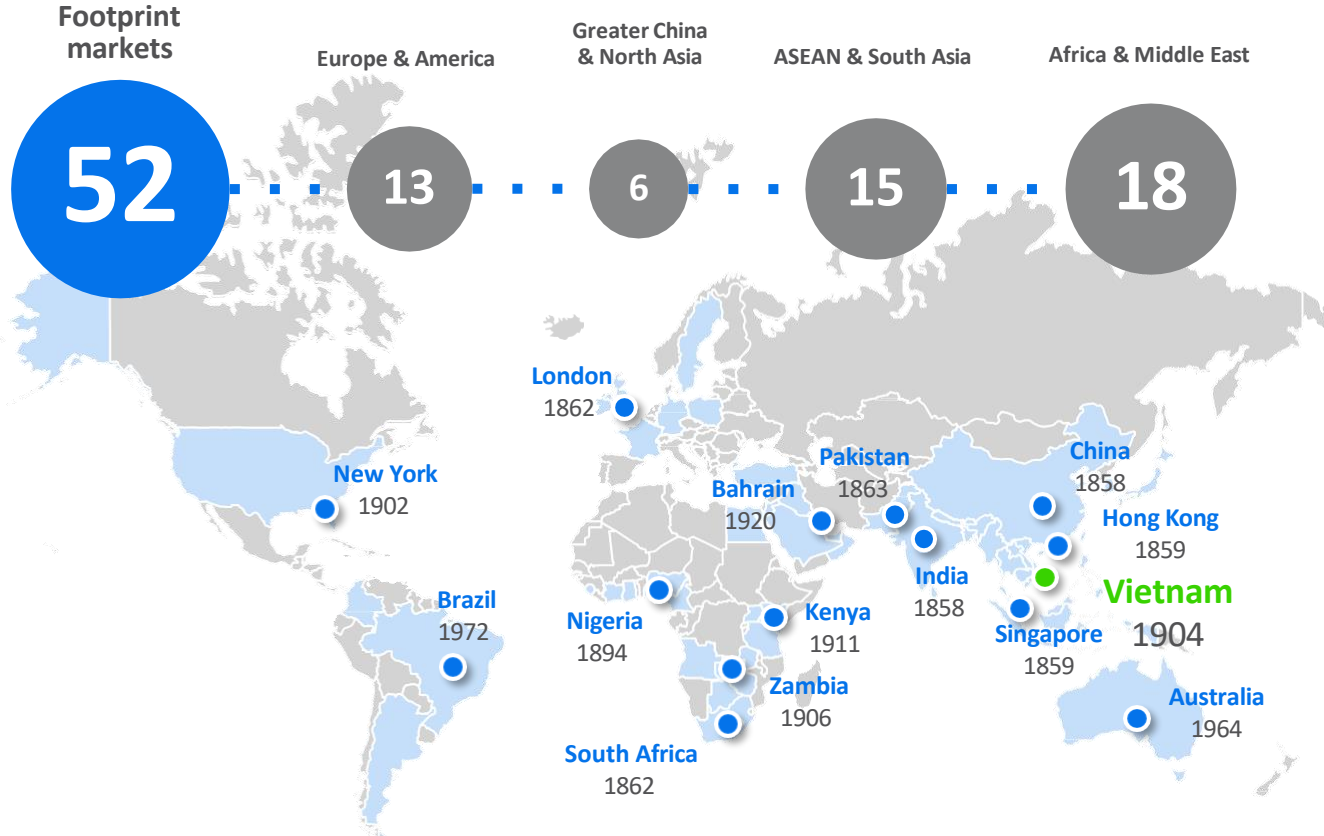 Footprint
markets
52
Europe & America
13
Greater China
& North Asia
6
ASEAN & South Asia
15
Africa & Middle East
18
London
1862
New York
1902
Brazil
1972
Pakistan
1863
Bahrain
1920
China
1858
Hong Kong
1859
India
1858
Vietnam
1904
Singapore
1859
Nigeria
1894
Kenya
1911
Zambia
1906
South Africa
1862
Australia
1964